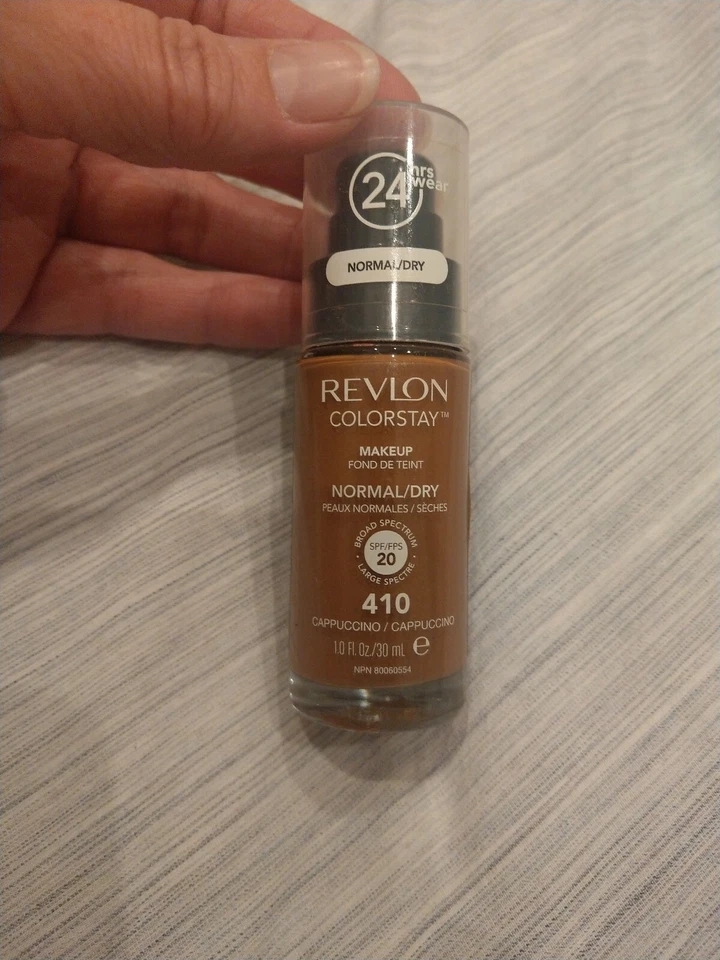 24 hrs
wear
NORMAL/DRY
REVLON
COLORSTAY™
MAKEUP
FOND DE TEINT
NORMAL/DRY
PEAUX NORMALES / SÈCHES
BROAD SPECTRUM
SPF/FPS
20
LARGE SPECTRE
410
CAPPUCCINO / CAPPUCCINO
1.0 Fl. Oz./30 mL e
NPN 80060554